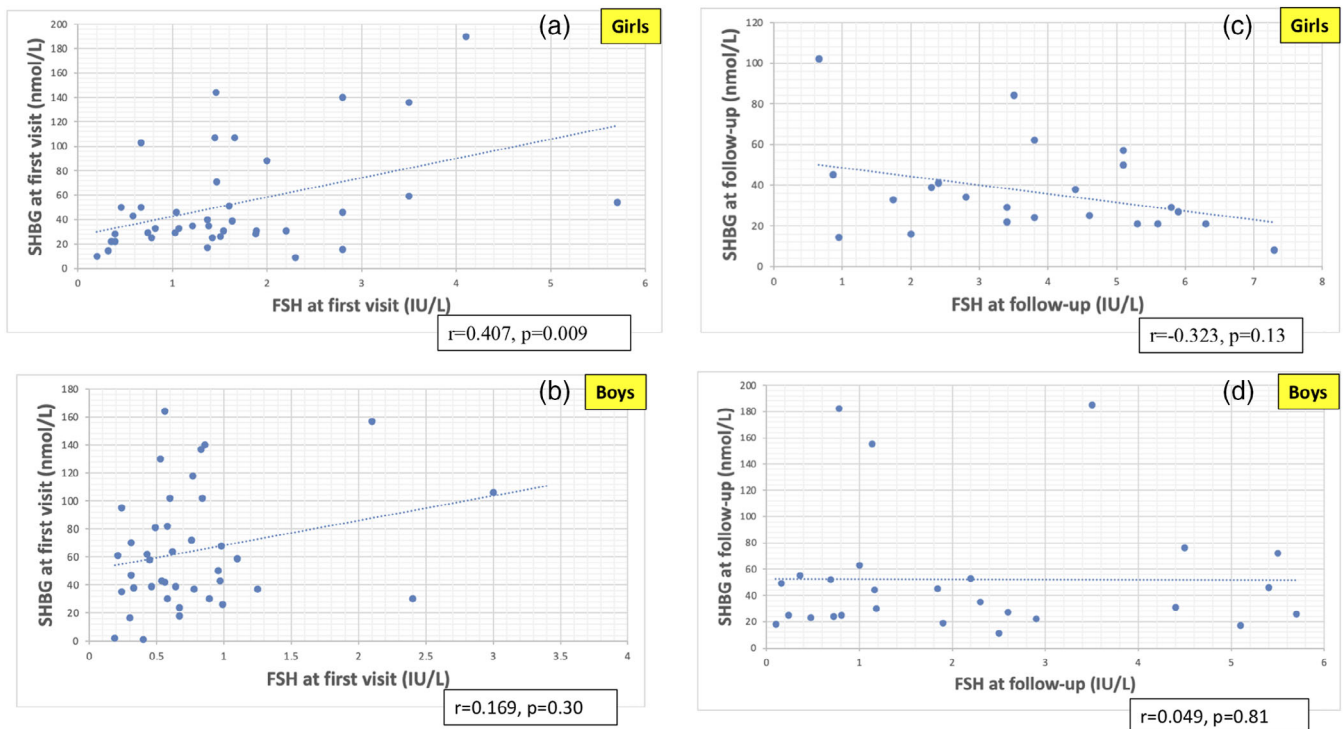 (a) Girls
SHBG at first visit (nmol/L)
200
180
160
140
120
100
80
60
40
20
0
0 1 2 3 4 5 6
FSH at first visit (IU/L)
r=0.407, p=0.009
(c) Girls
SHBG at follow-up (nmol/L)
120
100
80
60
40
20
0
0 1 2 3 4 5 6 7 8
FSH at follow-up (IU/L)
r=-0.323, p=0.13
(b) Boys
SHBG at first visit (nmol/L)
180
160
140
120
100
80
60
40
20
0
0 0.5 1 1.5 2 2.5 3 3.5 4
FSH at first visit (IU/L)
r=0.169, p=0.30
(d) Boys
SHBG at follow-up (nmol/L)
200
180
160
140
120
100
80
60
40
20
0
0 1 2 3 4 5 6
FSH at follow-up (IU/L)
r=0.049, p=0.81